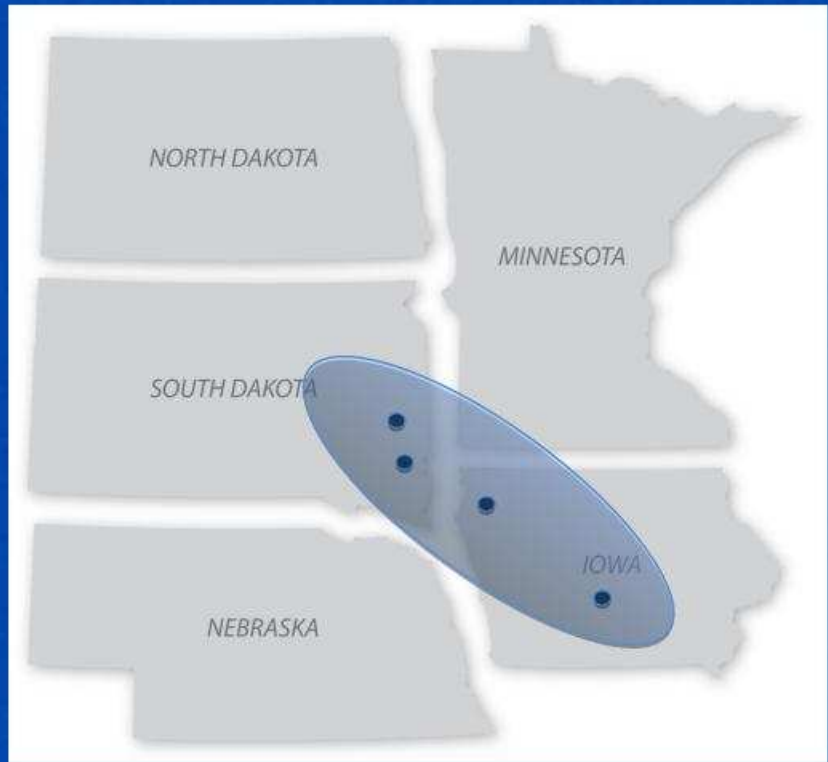 NORTH DAKOTA
MINNESOTA
SOUTH DAKOTA
IOWA
NEBRASKA